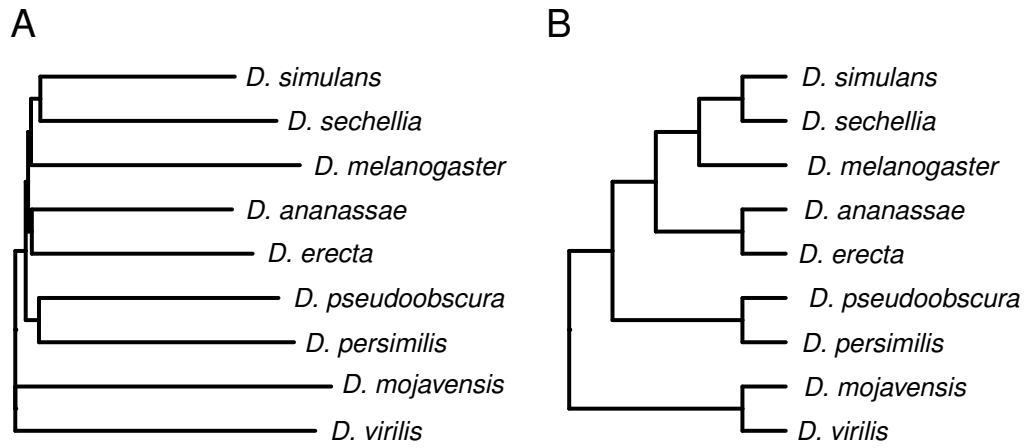 A
D. simulans
D. sechellia
D. melanogaster
D. ananassae
D. erecta
D. pseudoobscura
D. persimilis
D. mojavensis
D. virilis
B
D. simulans
D. sechellia
D. melanogaster
D. ananassae
D. erecta
D. pseudoobscura
D. persimilis
D. mojavensis
D. virilis